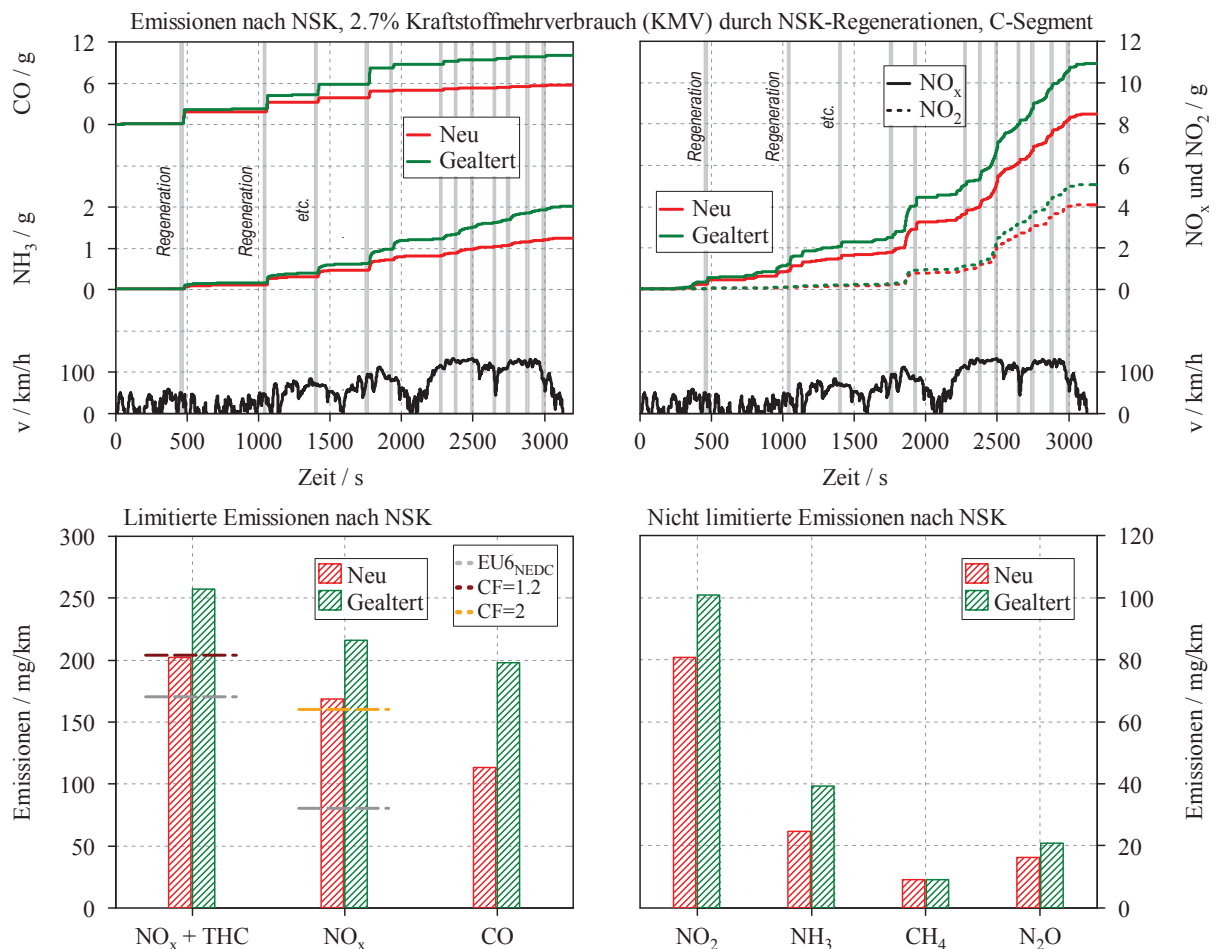 Emissionen nach NSK, 2.7% Kraftstoffmehrverbrauch (KMV) durch NSK-Regenerationen, C-Segment
CO / g
12
6
0
Regeneration
Regeneration
etc.
Neu
Gealtert
NH₃ / g
2
1
0
v / km/h
100
0
0 500 1000 1500 2000 2500 3000
Zeit / s
NOₓ
NO₂
Regeneration
Regeneration
etc.
Neu
Gealtert
12
10
8
6
4
2
0
NOₓ und NO₂ / g
100
0
v / km/h
0 500 1000 1500 2000 2500 3000
Zeit / s
Limitierte Emissionen nach NSK
Emissionen / mg/km
300
250
200
150
100
50
0
Neu
Gealtert
EU6NEDC
CF=1.2
CF=2
NOₓ + THC NOₓ CO
Nicht limitierte Emissionen nach NSK
Neu
Gealtert
120
100
80
60
40
20
0
Emissionen / mg/km
NO₂ NH₃ CH₄ N₂O